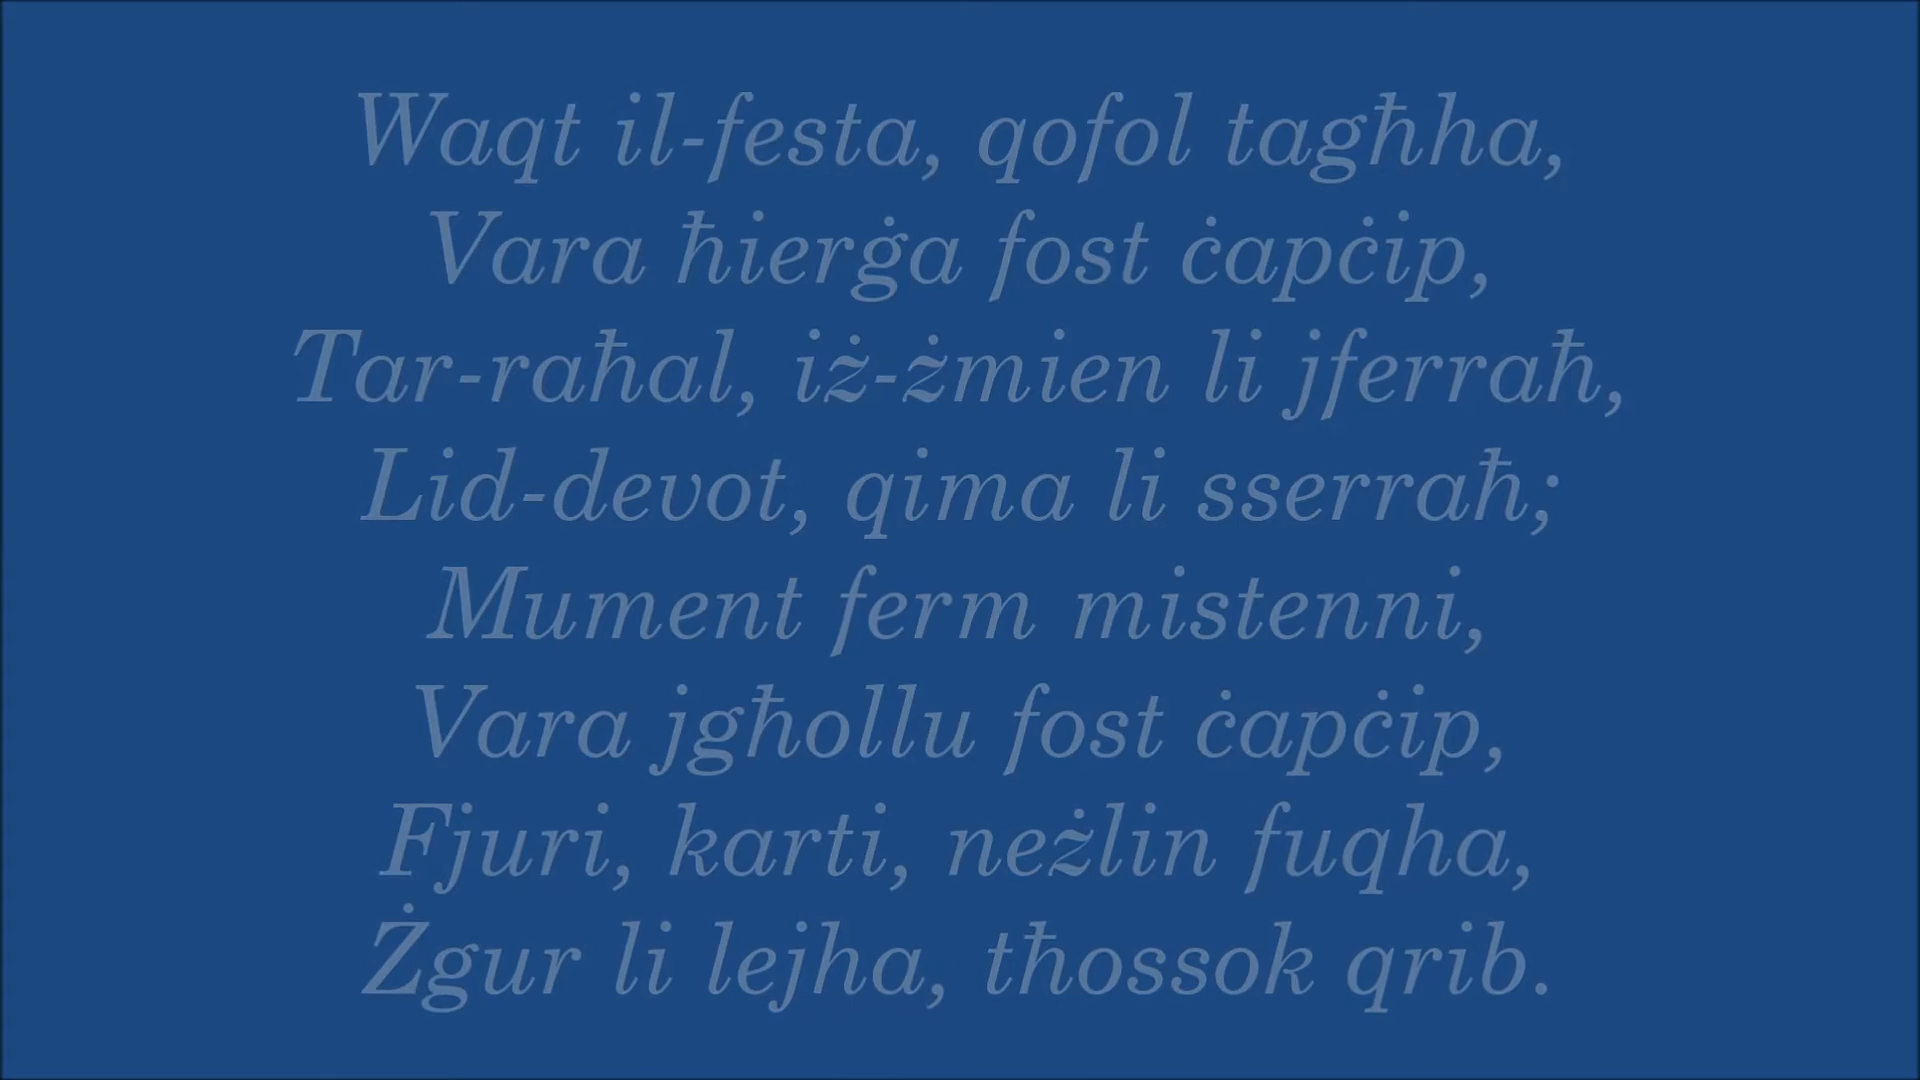 Waqt il-festa, qofol tagħha,
Vara ħierġa fost ċapċip,
Tar-raħal, iż-żmien li jferraħ,
Lid-devot, qima li sserraħ;
Mument ferm mistenni,
Vara jgħollu fost ċapċip,
Fjuri, karti, neżlin fuqha,
Żgur li lejha, tħossok qrib.